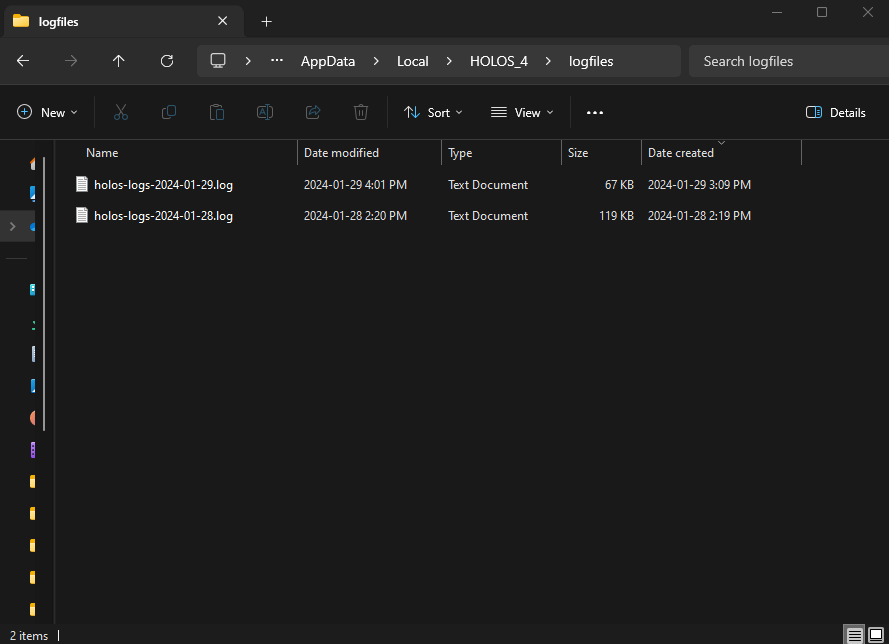 logfiles
AppData Local HOLOS_4 logfiles Search logfiles
New Sort View Details
Name Date modified Type Size Date created
holos-logs-2024-01-29.log 2024-01-29 4:01 PM Text Document 67 KB 2024-01-29 3:09 PM
holos-logs-2024-01-28.log 2024-01-28 2:20 PM Text Document 119 KB 2024-01-28 2:19 PM
2 items